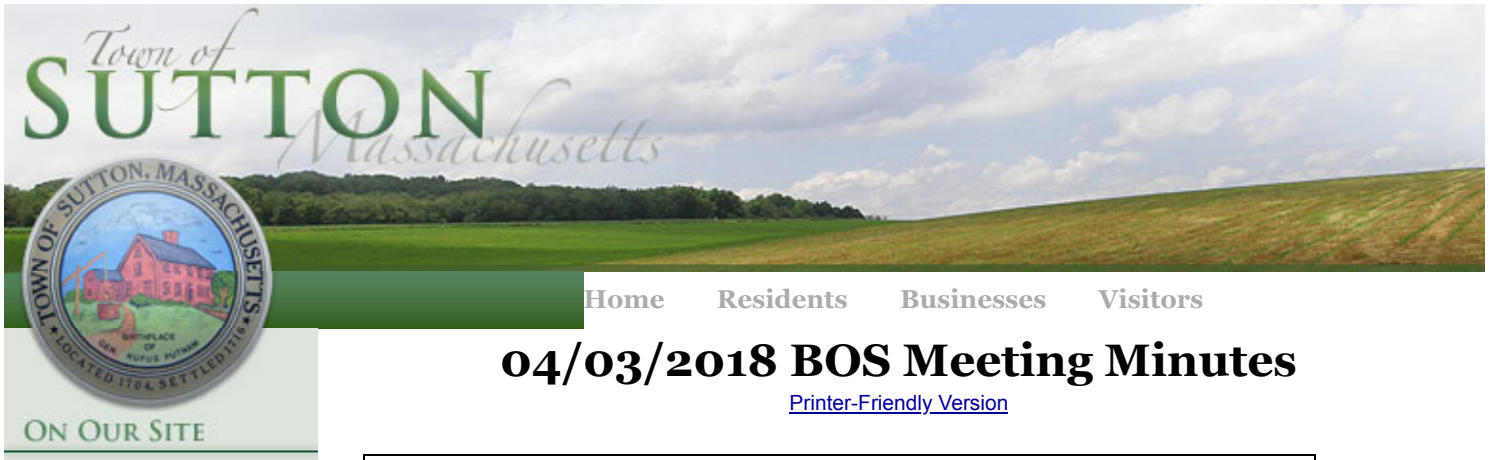 Town of
SUTTON
Massachusetts
TOWN OF SUTTON, MASSACHUSETTS
BIRTHPLACE
OF
GEN. RUFUS PUTNAM
LOCATED 1704, SETTLED 1716
Home Residents Businesses Visitors
04/03/2018 BOS Meeting Minutes
Printer-Friendly Version
ON OUR SITE